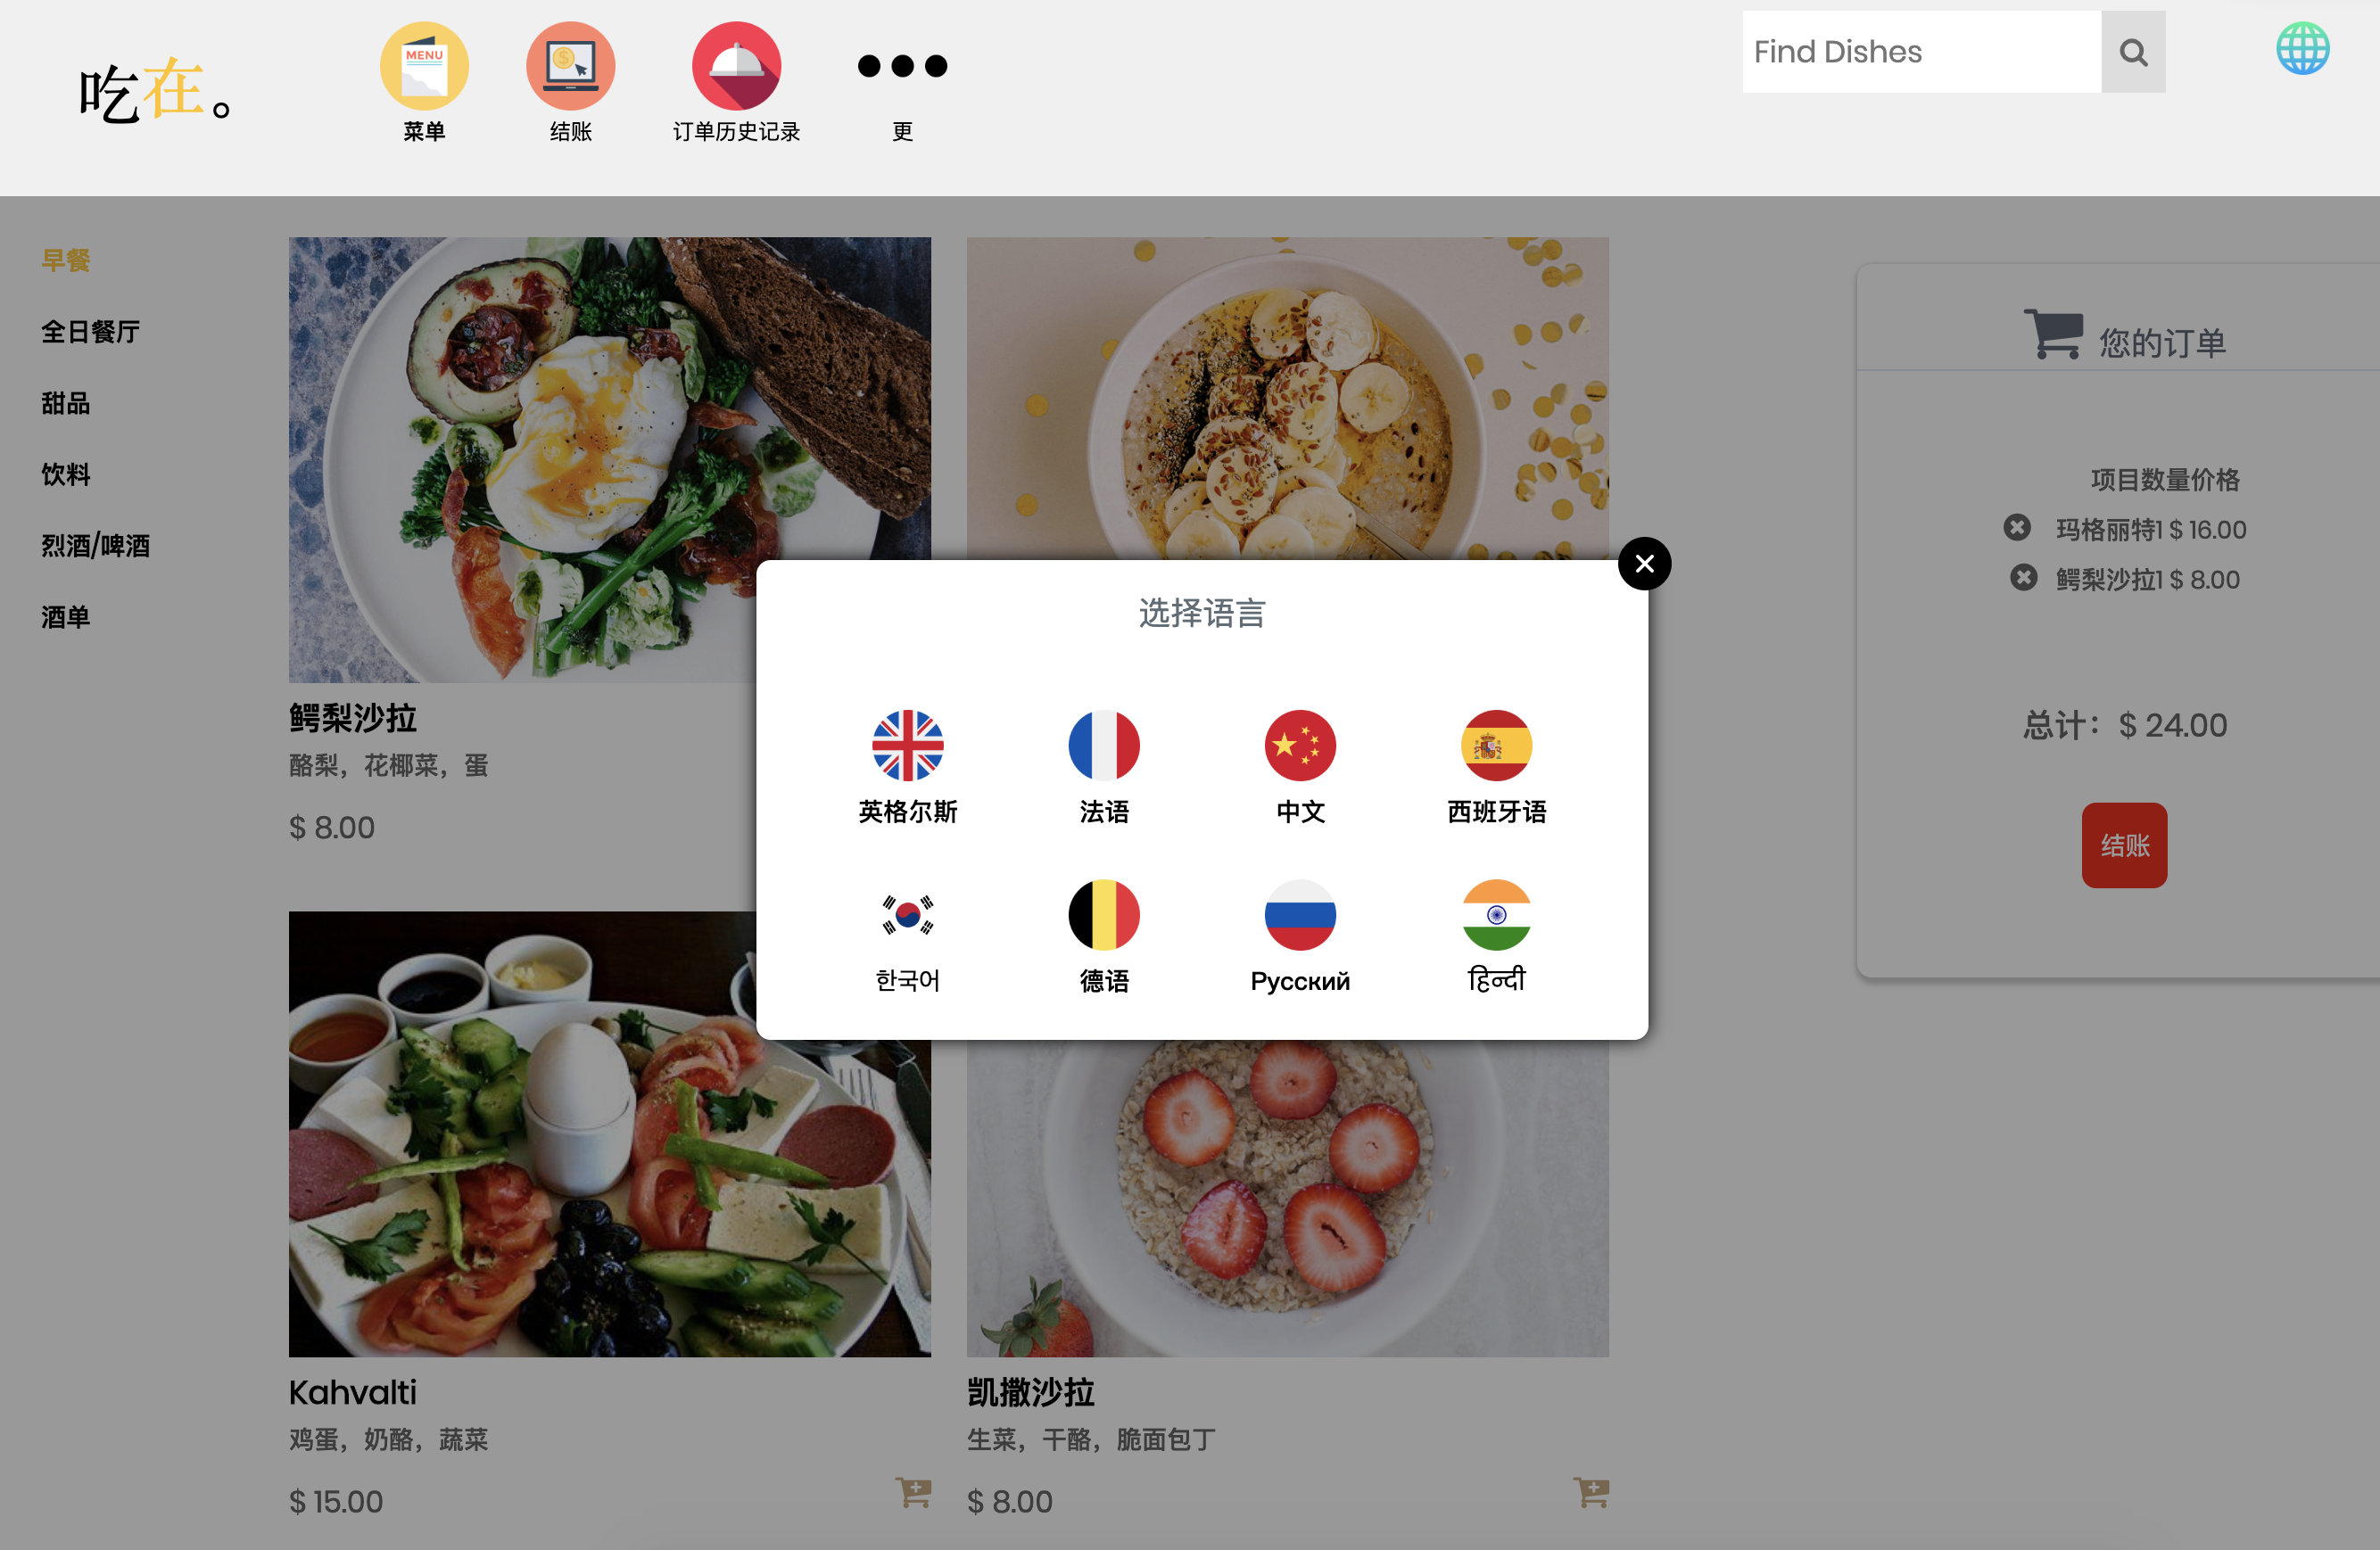 吃在。
MENU
菜单
结账
订单历史记录
更
Find Dishes
早餐
全日餐厅
甜品
饮料
烈酒/啤酒
酒单
鳄梨沙拉
酪梨，花椰菜，蛋
$ 8.00
Kahvalti
鸡蛋，奶酪，蔬菜
$ 15.00
凯撒沙拉
生菜，干酪，脆面包丁
$ 8.00
选择语言
英格尔斯
法语
中文
西班牙语
한국어
德语
Русский
हिन्दी
您的订单
项目数量价格
玛格丽特1 $ 16.00
鳄梨沙拉1 $ 8.00
总计：$ 24.00
结账